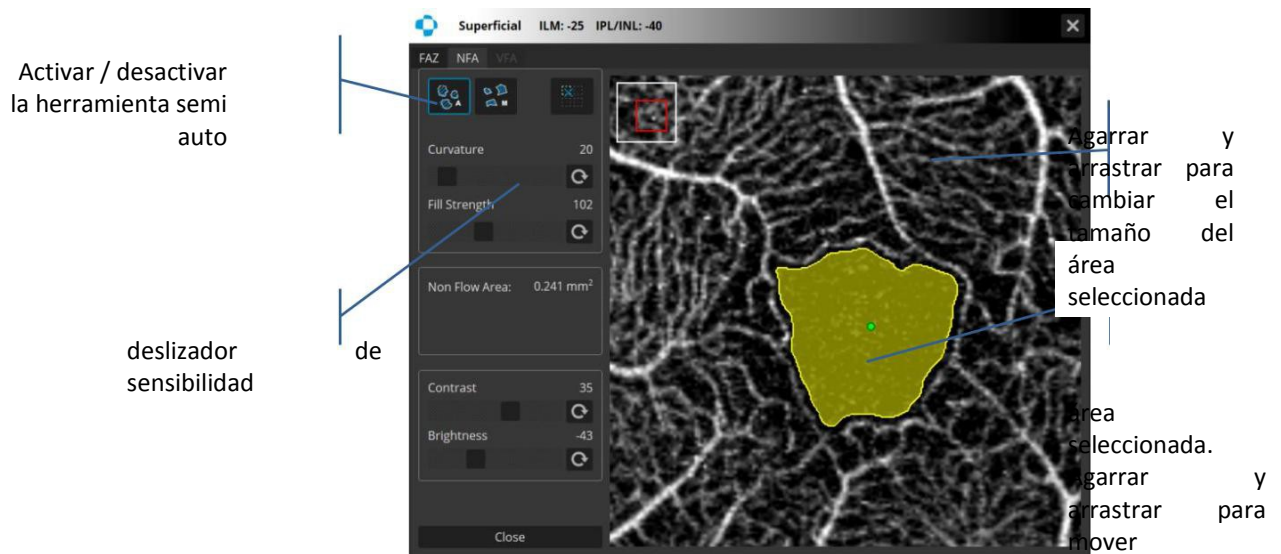 Superficial ILM: -25 IPL/INL: -40
FAZ NFA VFA
Activar / desactivar
la herramienta semi
auto
A
M
Curvature 20
Fill Strength 102
Non Flow Area: 0.241 mm²
deslizador de
sensibilidad
Contrast 35
Brightness -43
Close
Agarrar y
arrastrar para
cambiar el
tamaño del
área
seleccionada
área
seleccionada.
Agarrar y
arrastrar para
mover